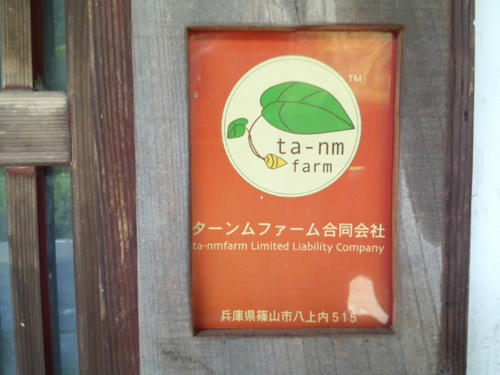 TM
ta-nm
farm
ターンムファーム合同会社
ta-nmfarm Limited Liability Company
兵庫県篠山市八上内515